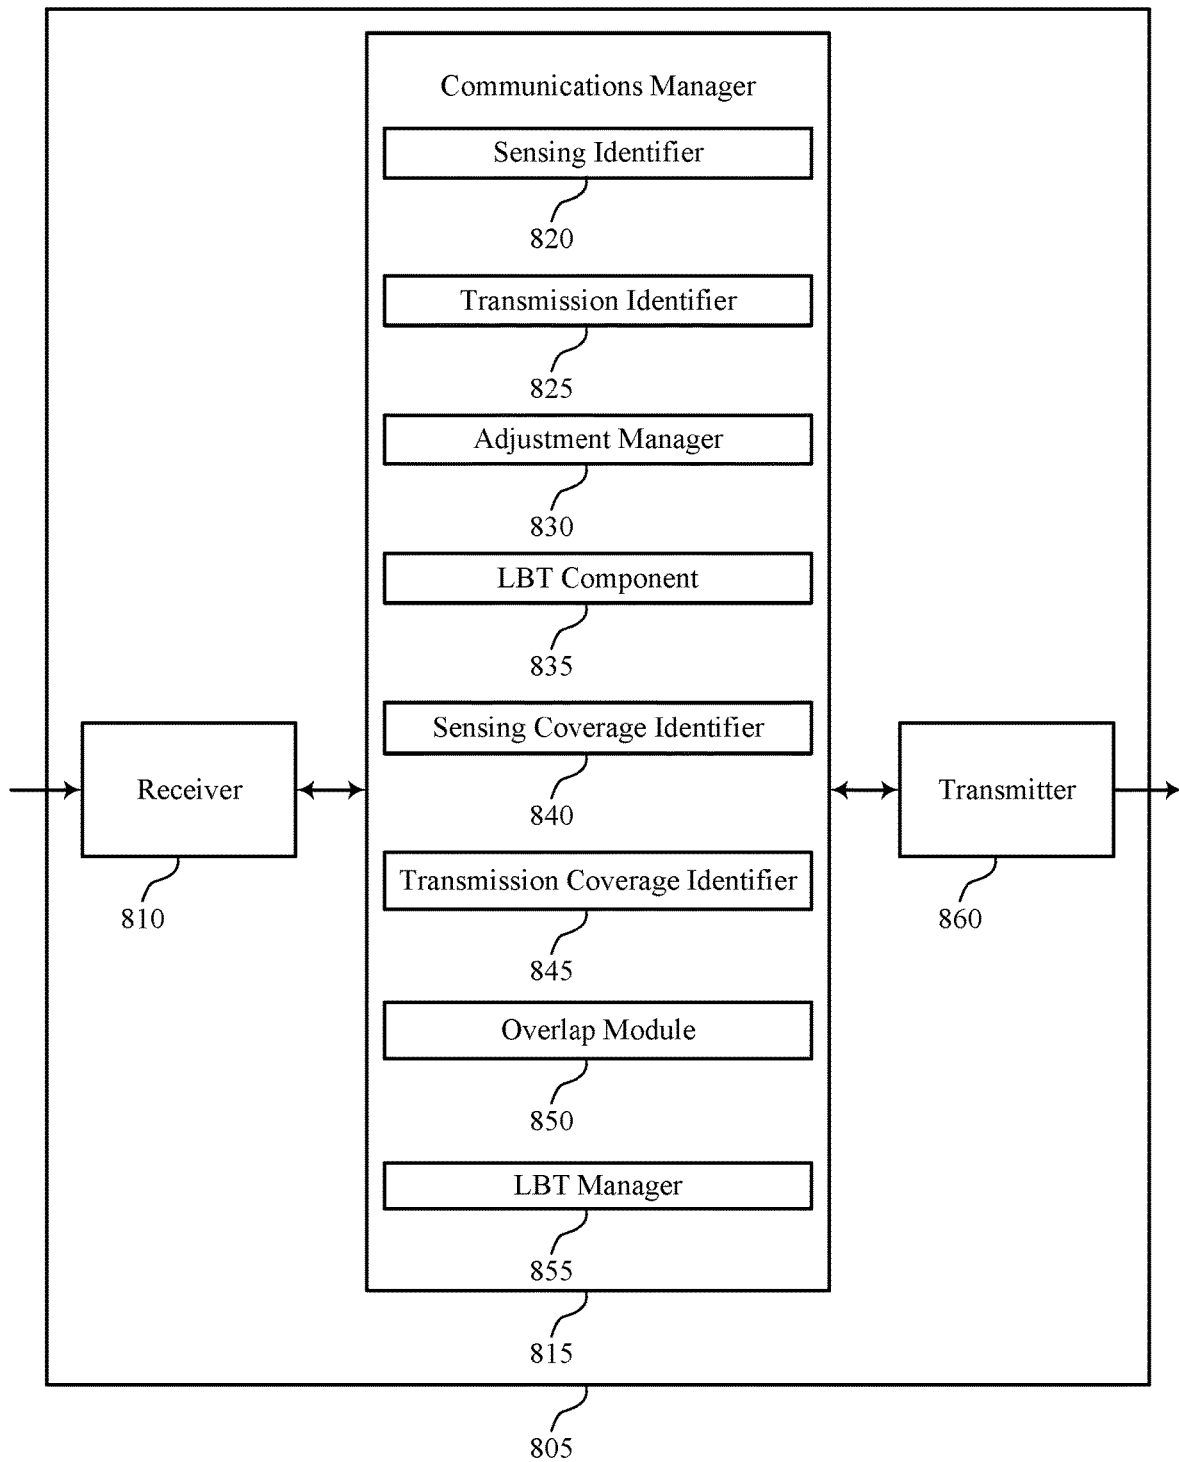 Communications Manager
Sensing Identifier
820
Transmission Identifier
825
Adjustment Manager
830
LBT Component
835
Sensing Coverage Identifier
840
Receiver
810
Transmitter
860
Transmission Coverage Identifier
845
Overlap Module
850
LBT Manager
855
815
805